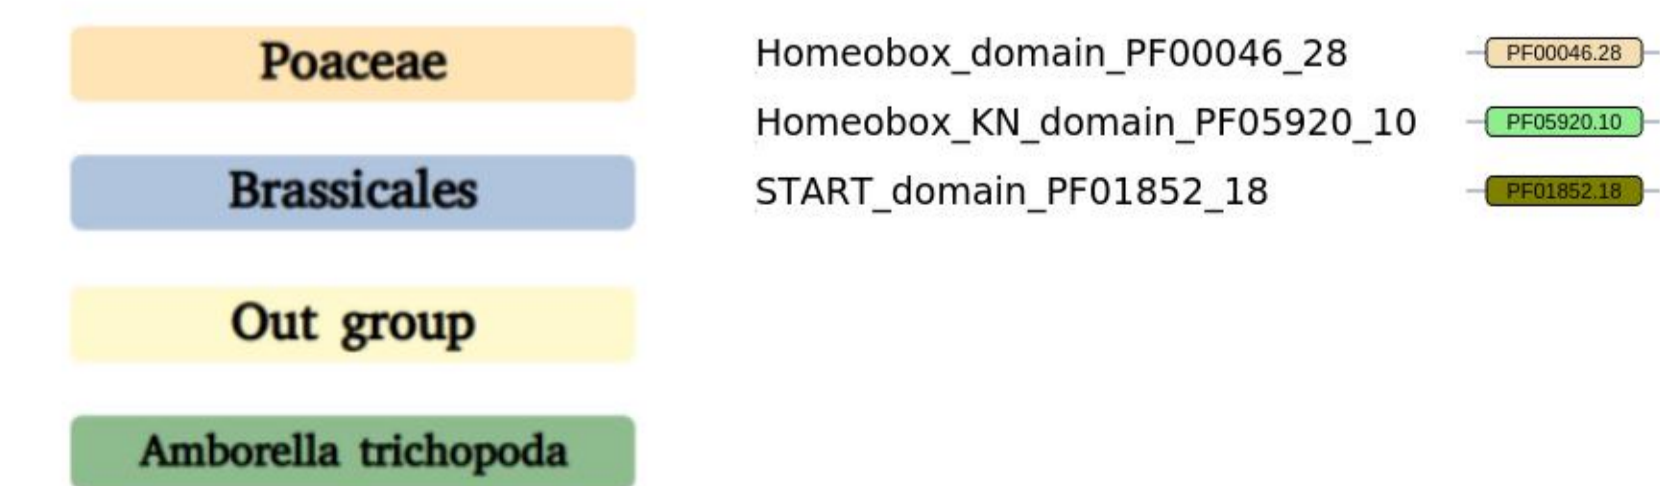 Poaceae
Brassicales
Out group
Amborella trichopoda
Homeobox_domain_PF00046_28 PF00046.28
Homeobox_KN_domain_PF05920_10 PF05920.10
START_domain_PF01852_18 PF01852.18